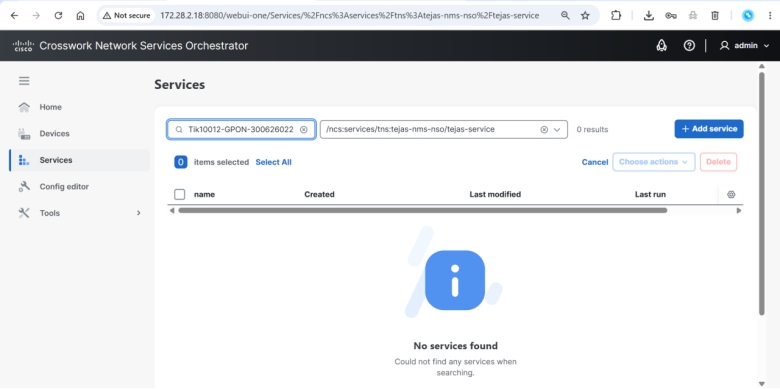 Not secure 172.28.2.18:8080/webui-one/Services/%2Fncs%3Aservices%2Ftns%3Atejas-nms-nso%2Ftejas-service
cisco Crosswork Network Services Orchestrator admin
Services
Home
Devices
Services
Config editor
Tools
Tik10012-GPON-300626022 /ncs:services/tns:tejas-nms-nso/tejas-service 0 results + Add service
0 items selected Select All Cancel Choose actions Delete
name Created Last modified Last run
No services found
Could not find any services when
searching.